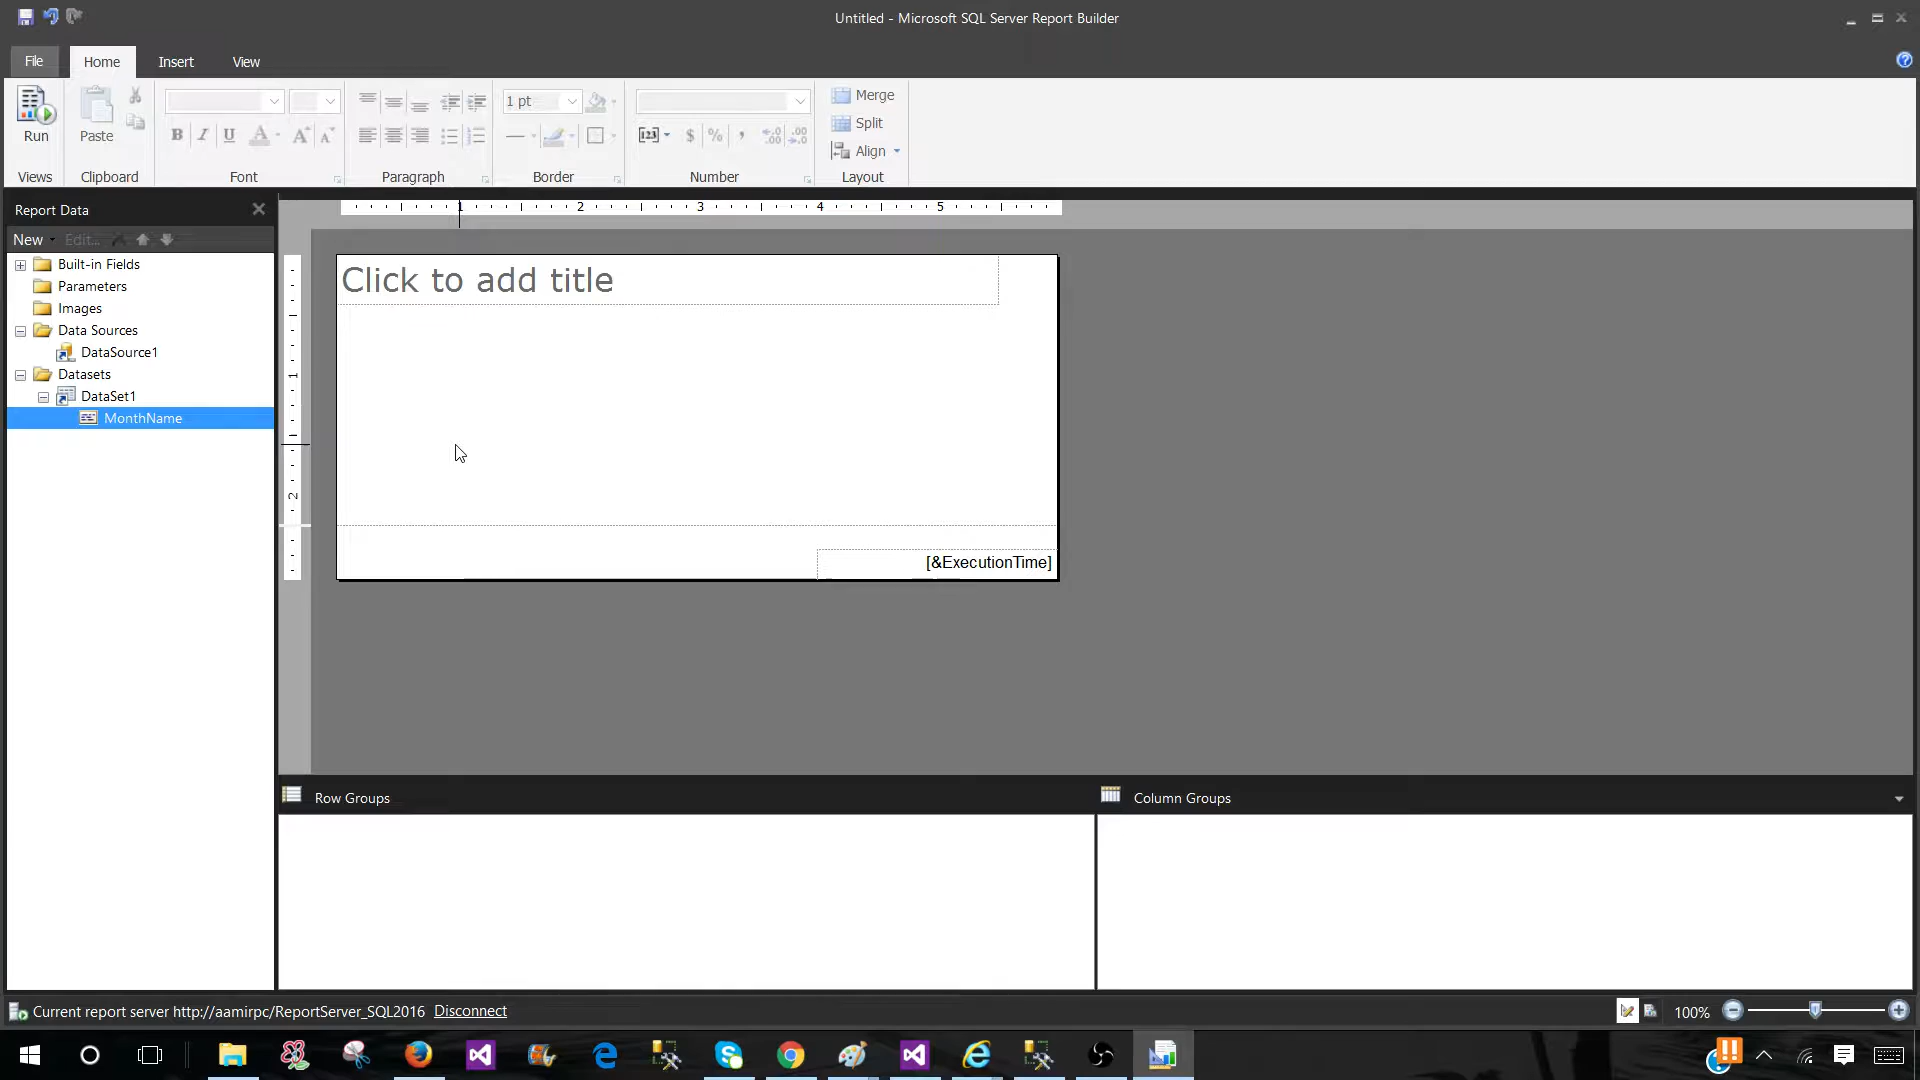 Untitled - Microsoft SQL Server Report Builder
File Home Insert View
Run Paste 1 pt Merge
Split
Align
Views Clipboard Font Paragraph Border Number Layout
Report Data
New Edit...
Built-in Fields
Parameters
Images
Data Sources
DataSource1
Datasets
DataSet1
MonthName
1 2 3 4 5
1
2
Click to add title
[&ExecutionTime]
Row Groups
Column Groups
Current report server http://aamirpc/ReportServer_SQL2016 Disconnect
100%